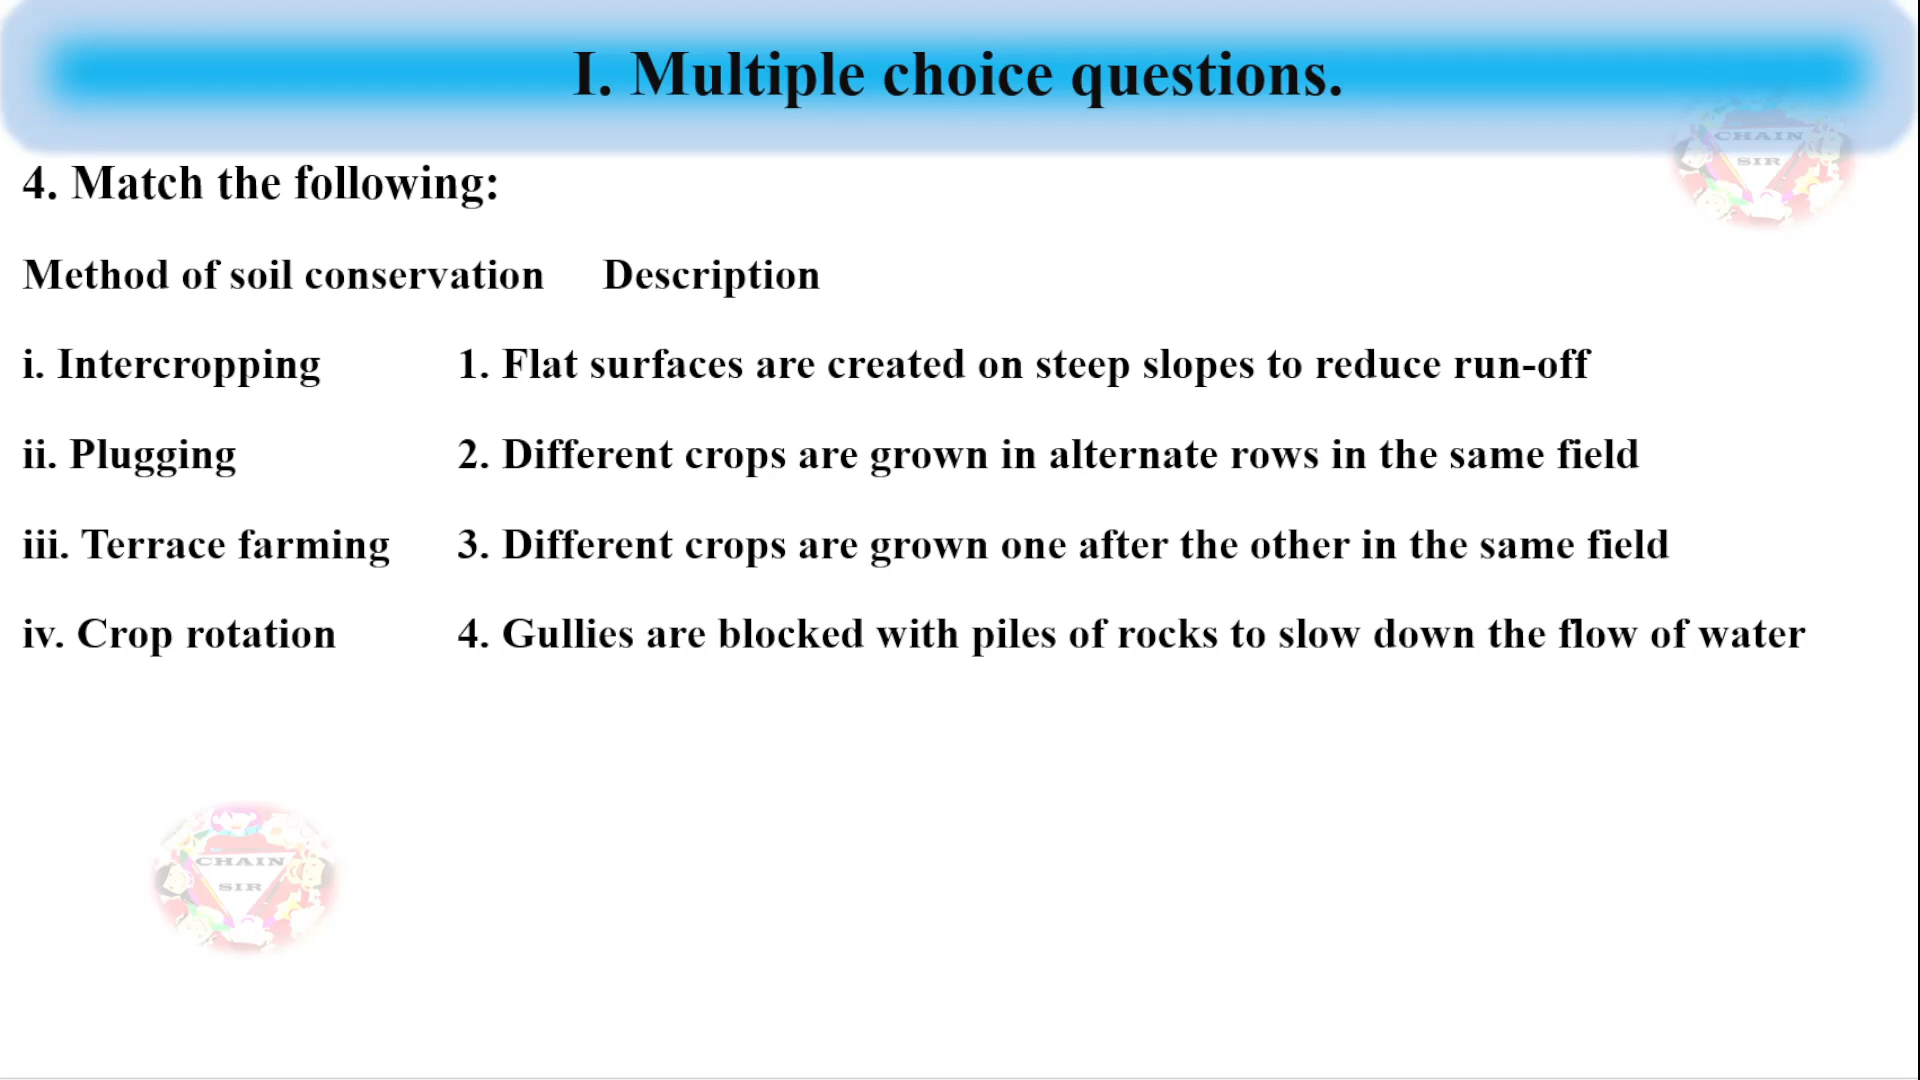 I. Multiple choice questions.
CHAIN
SIR
4. Match the following:
Method of soil conservation Description
i. Intercropping 1. Flat surfaces are created on steep slopes to reduce run-off
ii. Plugging 2. Different crops are grown in alternate rows in the same field
iii. Terrace farming 3. Different crops are grown one after the other in the same field
iv. Crop rotation 4. Gullies are blocked with piles of rocks to slow down the flow of water
CHAIN
SIR